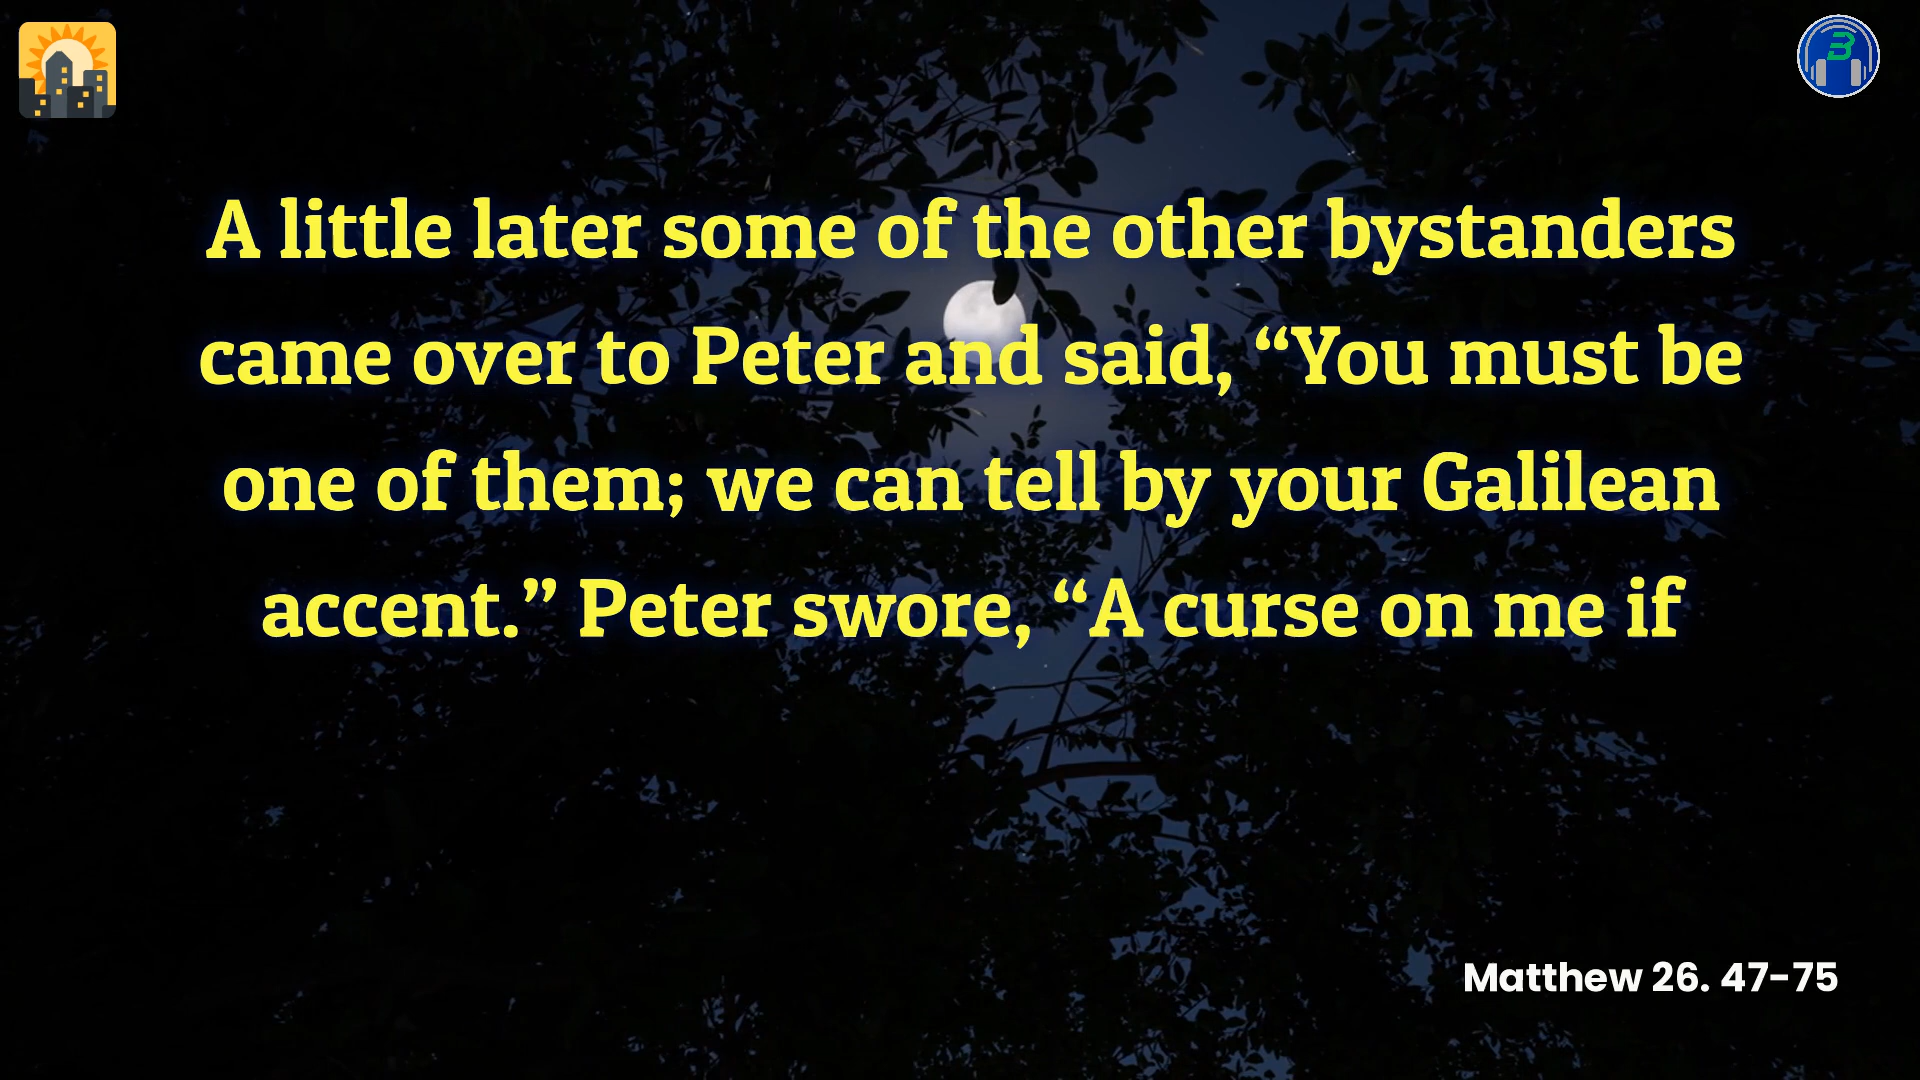 A little later some of the other bystanders
came over to Peter and said, “You must be
one of them; we can tell by your Galilean
accent.” Peter swore, “A curse on me if
Matthew 26. 47-75